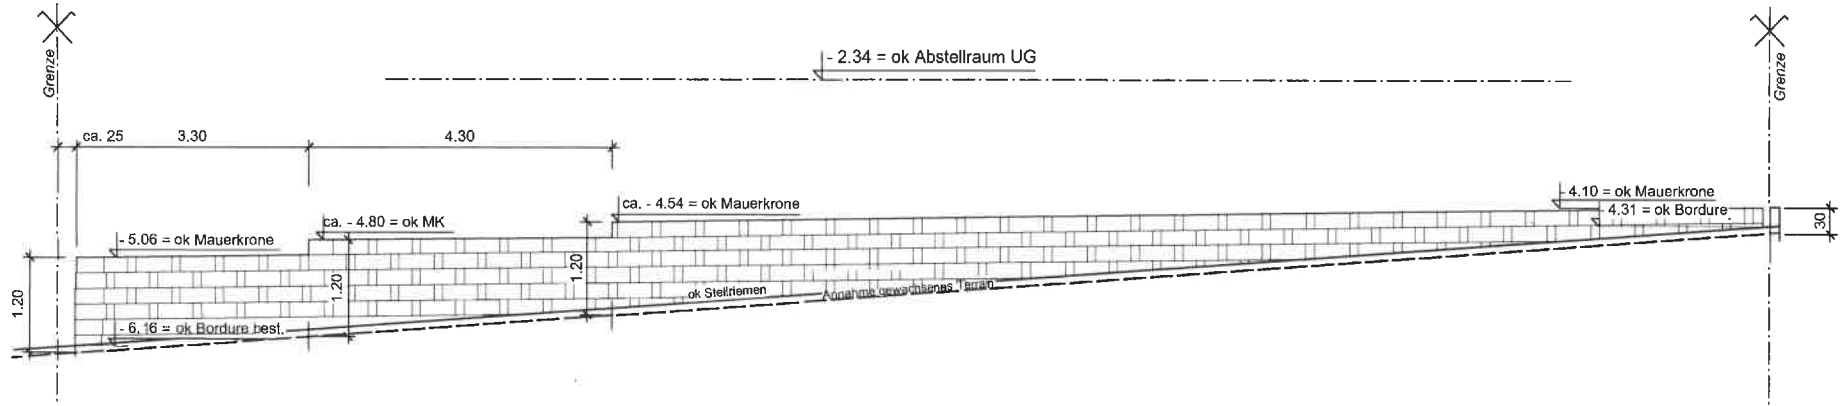 Grenze
- 2.34 = ok Abstellraum UG
Grenze
ca. 25
3.30
4.30
- 5.06 = ok Mauerkrone
ca. - 4.80 = ok MK
ca. - 4.54 = ok Mauerkrone
- 4.10 = ok Mauerkrone
- 4.31 = ok Bordure
30
1.20
1.20
1.20
ok Stellriemen
Annahme gewachsenes Terrain
- 6.16 = ok Bordure best.